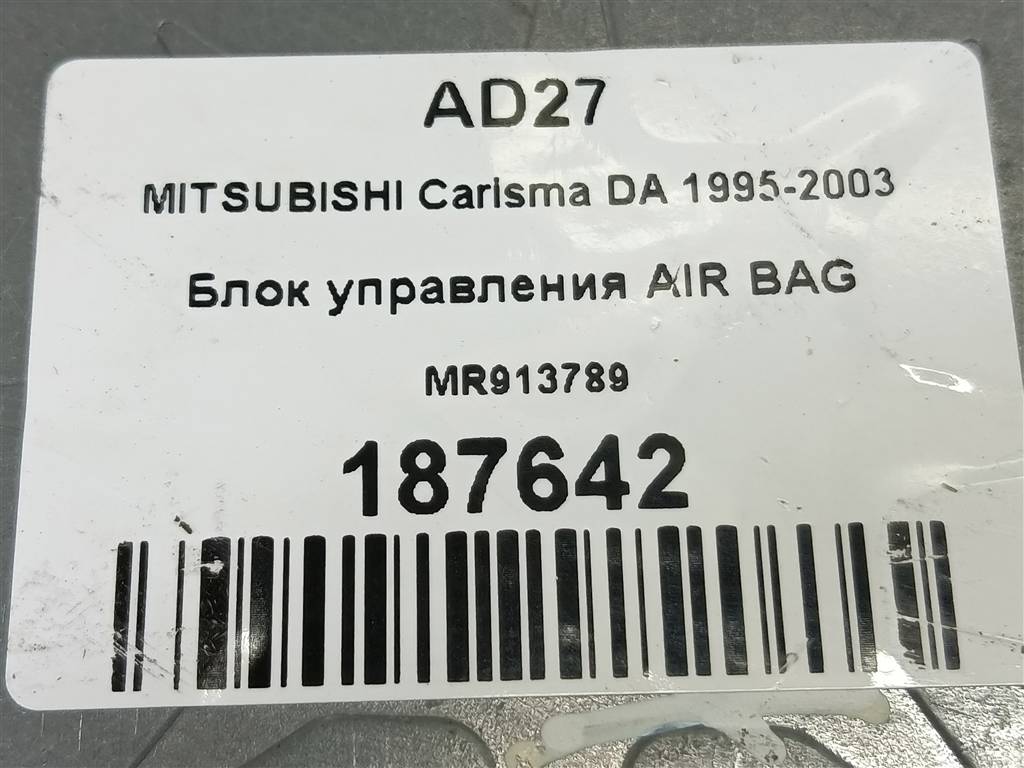 AD27
MITSUBISHI Carisma DA 1995-2003
Блок управления AIR BAG
MR913789
187642